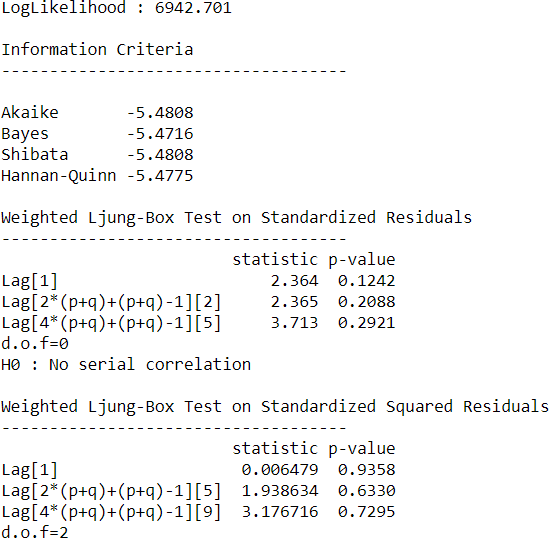 LogLikelihood : 6942.701
Information Criteria
------------------------------------
Akaike       -5.4808
Bayes        -5.4716
Shibata      -5.4808
Hannan-Quinn -5.4775
Weighted Ljung-Box Test on Standardized Residuals
------------------------------------
                        statistic p-value
Lag[1]                      2.364  0.1242
Lag[2*(p+q)+(p+q)-1][2]     2.365  0.2088
Lag[4*(p+q)+(p+q)-1][5]     3.713  0.2921
d.o.f=0
H0 : No serial correlation
Weighted Ljung-Box Test on Standardized Squared Residuals
------------------------------------
                        statistic p-value
Lag[1]                   0.006479  0.9358
Lag[2*(p+q)+(p+q)-1][5]  1.938634  0.6330
Lag[4*(p+q)+(p+q)-1][9]  3.176716  0.7295
d.o.f=2